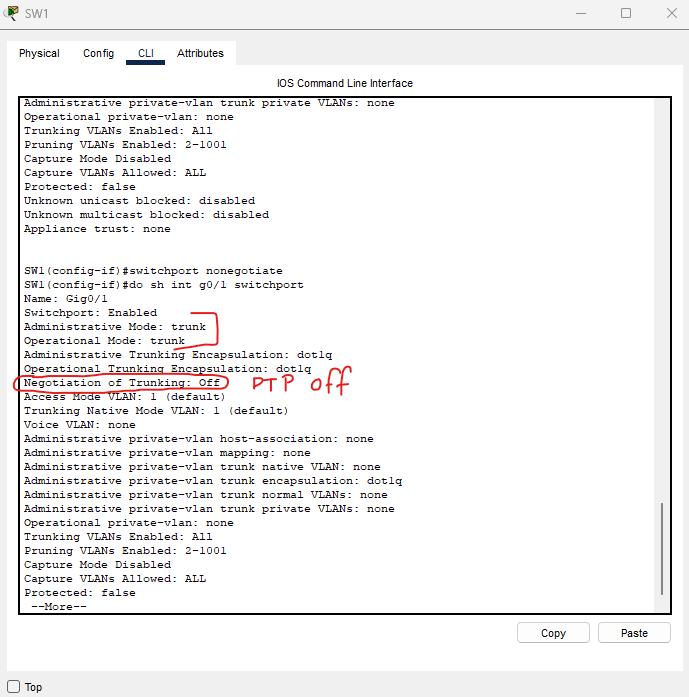 SW1
Physical Config CLI Attributes
IOS Command Line Interface
Administrative private-vlan trunk private VLANs: none
Operational private-vlan: none
Trunking VLANs Enabled: All
Pruning VLANs Enabled: 2-1001
Capture Mode Disabled
Capture VLANs Allowed: ALL
Protected: false
Unknown unicast blocked: disabled
Unknown multicast blocked: disabled
Appliance trust: none
SW1(config-if)#switchport nonegotiate
SW1(config-if)#do sh int g0/1 switchport
Name: Gig0/1
Switchport: Enabled
Administrative Mode: trunk
Operational Mode: trunk
Administrative Trunking Encapsulation: dot1q
Operational Trunking Encapsulation: dot1q
Negotiation of Trunking: Off DTP off
Access Mode VLAN: 1 (default)
Trunking Native Mode VLAN: 1 (default)
Voice VLAN: none
Administrative private-vlan host-association: none
Administrative private-vlan mapping: none
Administrative private-vlan trunk native VLAN: none
Administrative private-vlan trunk encapsulation: dot1q
Administrative private-vlan trunk normal VLANs: none
Administrative private-vlan trunk private VLANs: none
Operational private-vlan: none
Trunking VLANs Enabled: All
Pruning VLANs Enabled: 2-1001
Capture Mode Disabled
Capture VLANs Allowed: ALL
Protected: false
--More--
Copy Paste
Top